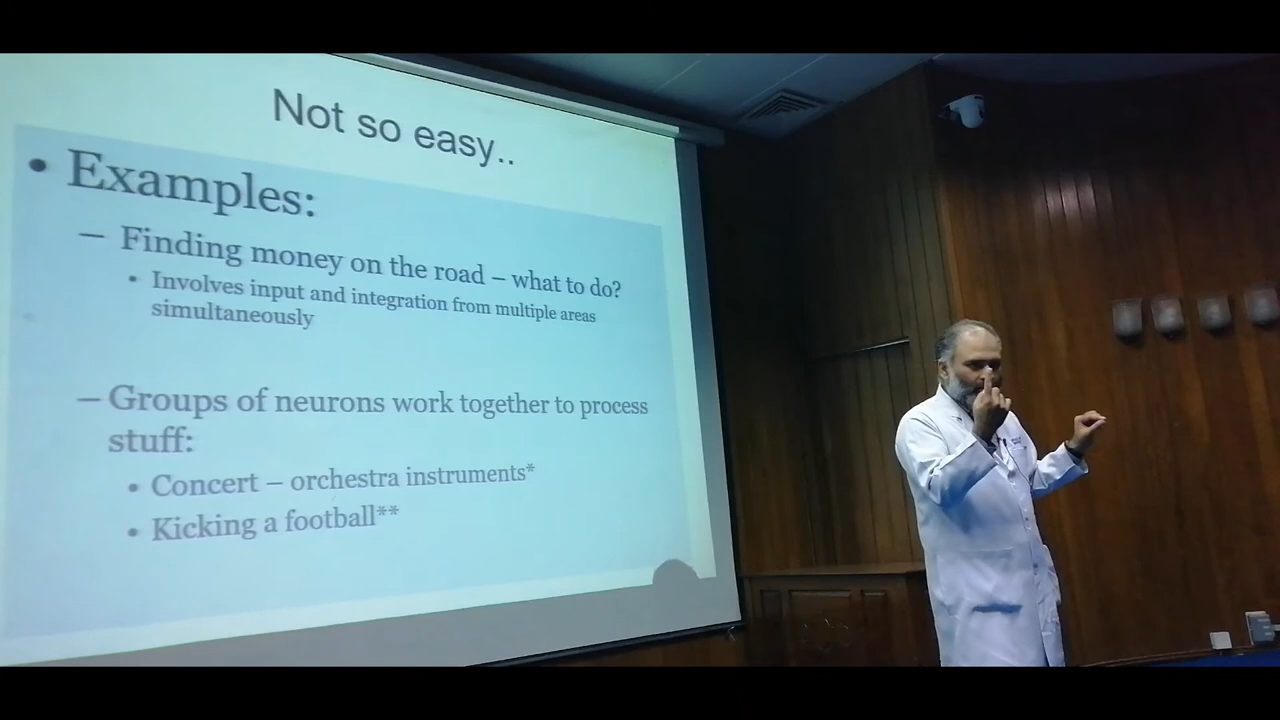 Not so easy..
• Examples:
– Finding money on the road – what to do?
• Involves input and integration from multiple areas
simultaneously
– Groups of neurons work together to process
stuff:
• Concert – orchestra instruments*
• Kicking a football**